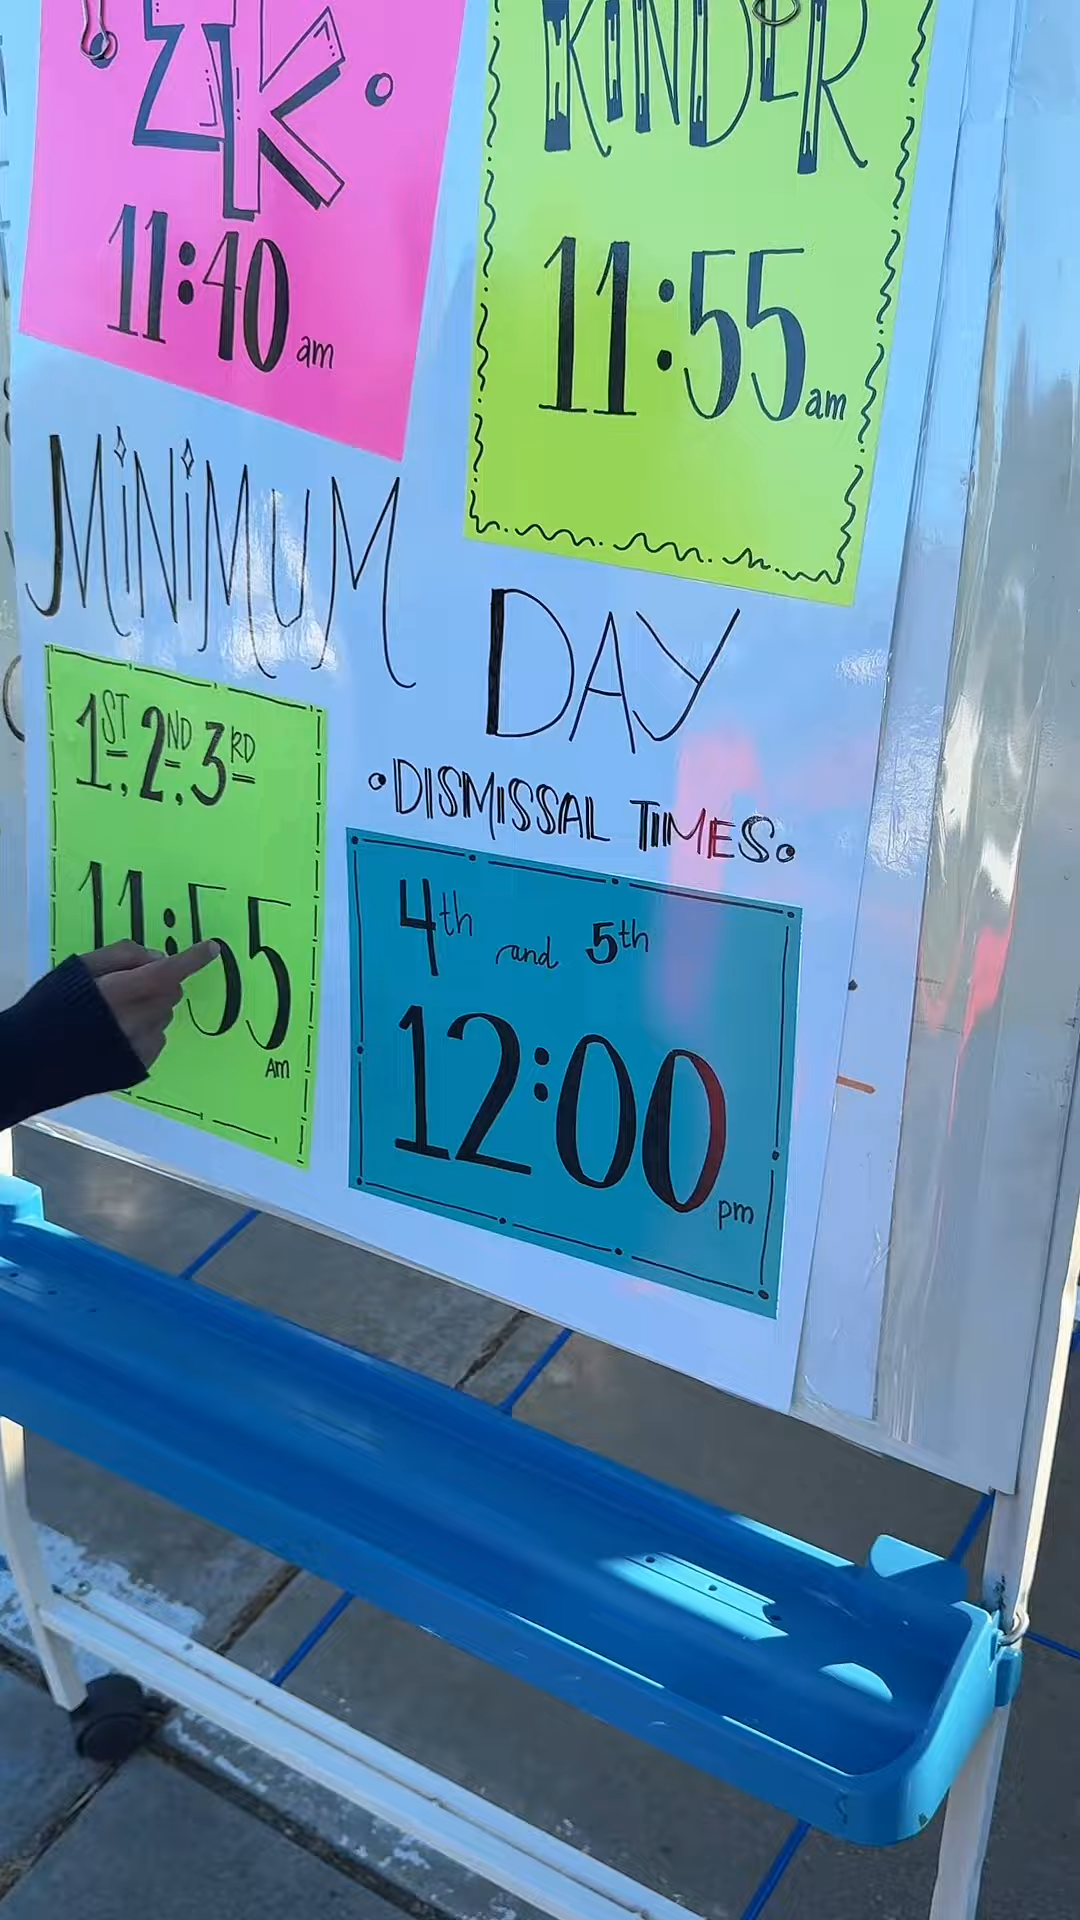 TK
11:40 am
KINDER
11:55 am
MiNiMUM DAY
DISMISSAL TIMES
1ST, 2ND, 3RD
11:55
Am
4th and 5th
12:00 pm